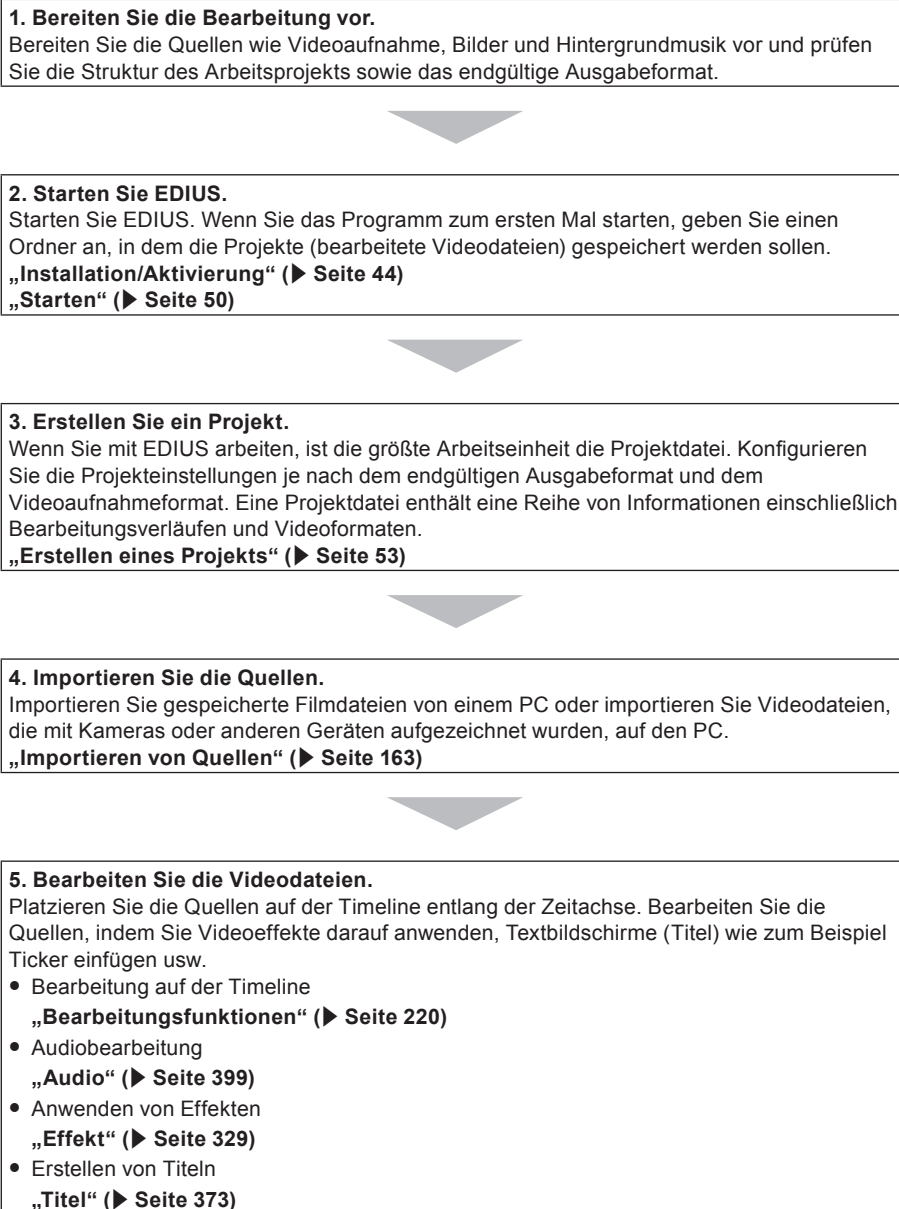 1. Bereiten Sie die Bearbeitung vor.
Bereiten Sie die Quellen wie Videoaufnahme, Bilder und Hintergrundmusik vor und prüfen
Sie die Struktur des Arbeitsprojekts sowie das endgültige Ausgabeformat.
2. Starten Sie EDIUS.
Starten Sie EDIUS. Wenn Sie das Programm zum ersten Mal starten, geben Sie einen
Ordner an, in dem die Projekte (bearbeitete Videodateien) gespeichert werden sollen.
„Installation/Aktivierung“ (▶ Seite 44)
„Starten“ (▶ Seite 50)
3. Erstellen Sie ein Projekt.
Wenn Sie mit EDIUS arbeiten, ist die größte Arbeitseinheit die Projektdatei. Konfigurieren
Sie die Projekteinstellungen je nach dem endgültigen Ausgabeformat und dem
Videoaufnahmeformat. Eine Projektdatei enthält eine Reihe von Informationen einschließlich
Bearbeitungsverläufen und Videoformaten.
„Erstellen eines Projekts“ (▶ Seite 53)
4. Importieren Sie die Quellen.
Importieren Sie gespeicherte Filmdateien von einem PC oder importieren Sie Videodateien,
die mit Kameras oder anderen Geräten aufgezeichnet wurden, auf den PC.
„Importieren von Quellen“ (▶ Seite 163)
5. Bearbeiten Sie die Videodateien.
Platzieren Sie die Quellen auf der Timeline entlang der Zeitachse. Bearbeiten Sie die
Quellen, indem Sie Videoeffekte darauf anwenden, Textbildschirme (Titel) wie zum Beispiel
Ticker einfügen usw.
• Bearbeitung auf der Timeline
„Bearbeitungsfunktionen“ (▶ Seite 220)
• Audiobearbeitung
„Audio“ (▶ Seite 399)
• Anwenden von Effekten
„Effekt“ (▶ Seite 329)
• Erstellen von Titeln
„Titel“ (▶ Seite 373)